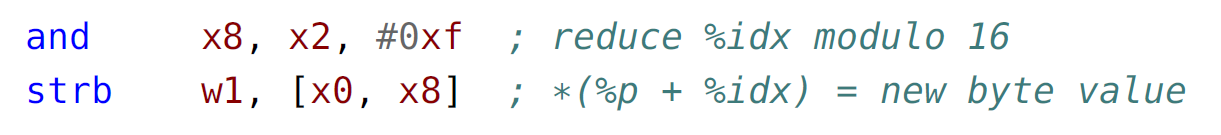 and     x8, x2, #0xf  ; reduce %idx modulo 16
strb    w1, [x0, x8]  ; *(%p + %idx) = new byte value